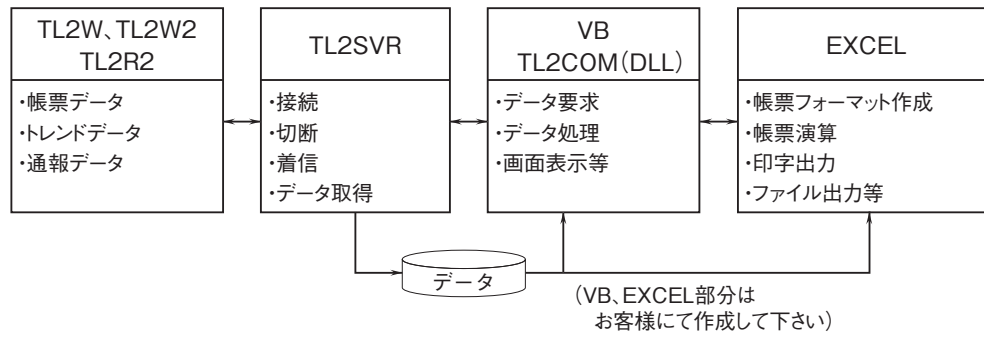 TL2W、TL2W2
TL2R2
・帳票データ
・トレンドデータ
・通報データ
TL2SVR
・接続
・切断
・着信
・データ取得
VB
TL2COM(DLL)
・データ要求
・データ処理
・画面表示等
EXCEL
・帳票フォーマット作成
・帳票演算
・印字出力
・ファイル出力等
データ
(VB、EXCEL部分は
お客様にて作成して下さい)